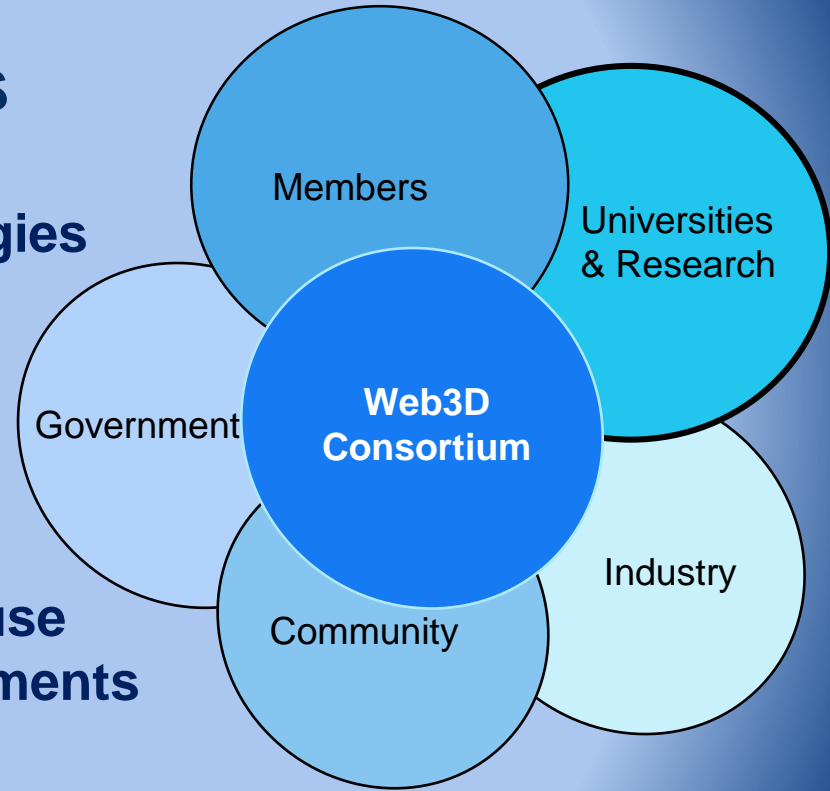 s
gies
use
ments
Members
Universities
& Research
Government
Web3D
Consortium
Industry
Community